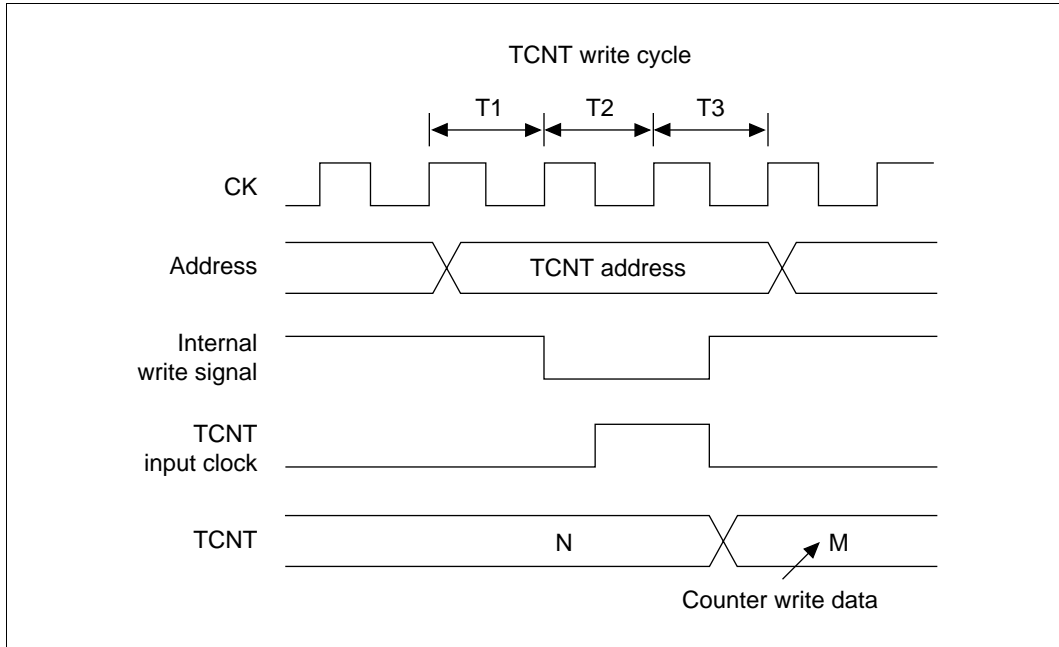 TCNT write cycle
T1 T2 T3
CK
Address
TCNT address
Internal
write signal
TCNT
input clock
TCNT
N
M
Counter write data